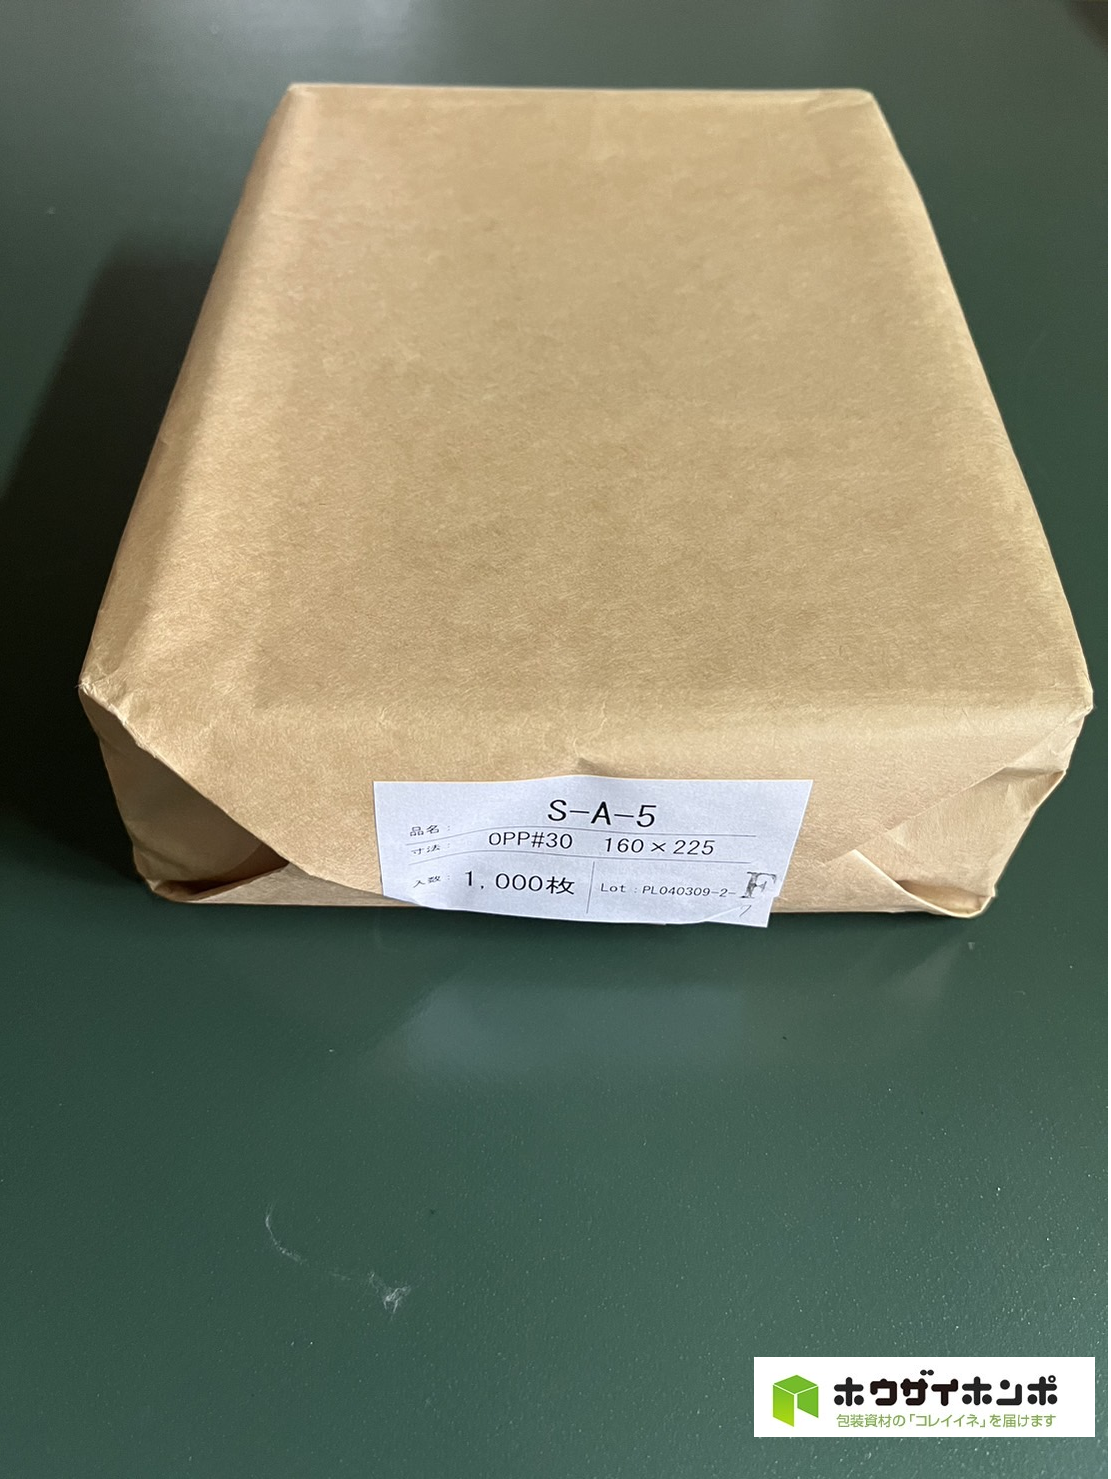 品名: S-A-5
寸法: OPP#30 160×225
入数: 1,000枚 Lot:PL040309-2-F
ホウザイホンポ
包装資材の「コレイイネ」を届けます